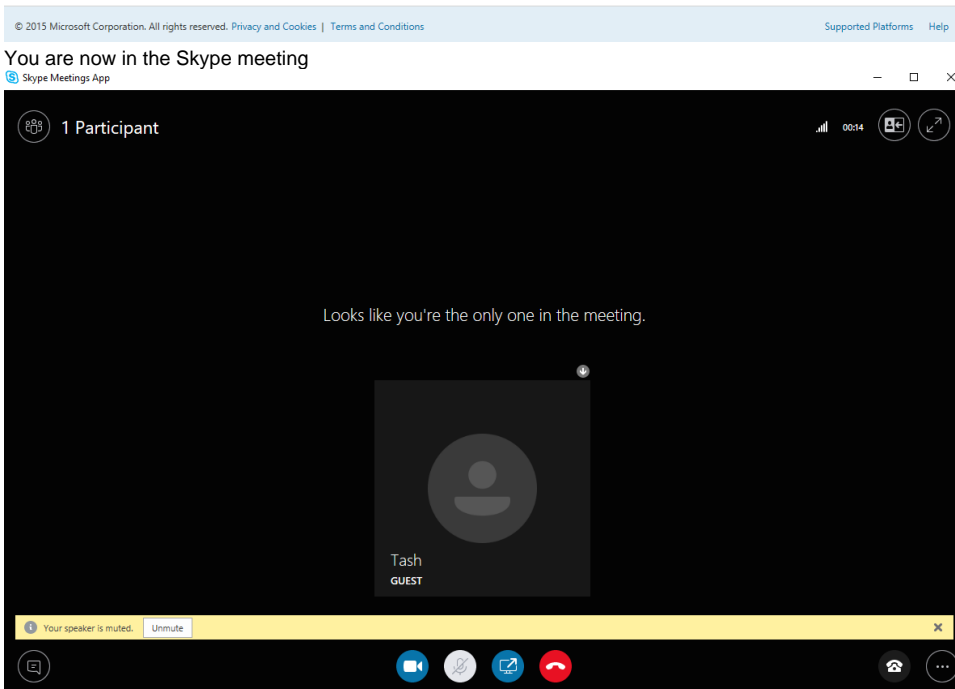 © 2015 Microsoft Corporation. All rights reserved. Privacy and Cookies | Terms and Conditions Supported Platforms Help
You are now in the Skype meeting
Skype Meetings App
1 Participant 00:14
Looks like you're the only one in the meeting.
Tash
GUEST
Your speaker is muted. Unmute